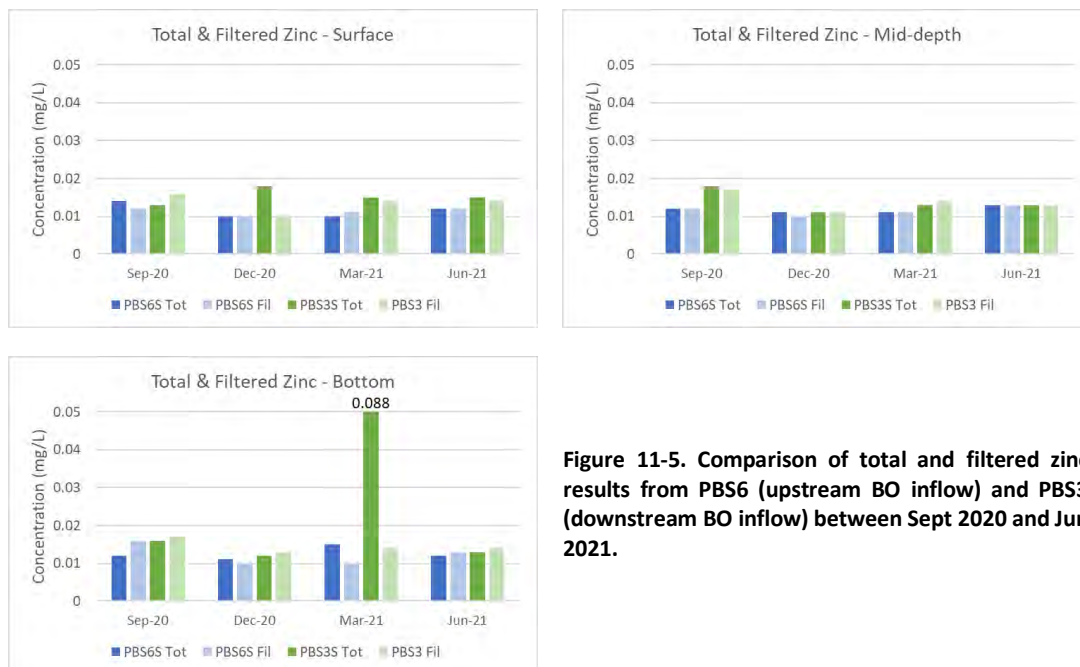 Total & Filtered Zinc - Surface
Concentration (mg/L)
0.05
0.04
0.03
0.02
0.01
0
Sep-20 Dec-20 Mar-21 Jun-21
PBS6S Tot PBS6S Fil PBS3S Tot PBS3 Fil
Total & Filtered Zinc - Mid-depth
Concentration (mg/L)
0.05
0.04
0.03
0.02
0.01
0
Sep-20 Dec-20 Mar-21 Jun-21
PBS6S Tot PBS6S Fil PBS3S Tot PBS3 Fil
Total & Filtered Zinc - Bottom
0.088
Concentration (mg/L)
0.05
0.04
0.03
0.02
0.01
0
Sep-20 Dec-20 Mar-21 Jun-21
PBS6S Tot PBS6S Fil PBS3S Tot PBS3 Fil
Figure 11-5. Comparison of total and filtered zinc
results from PBS6 (upstream BO inflow) and PBS3
(downstream BO inflow) between Sept 2020 and Jun
2021.